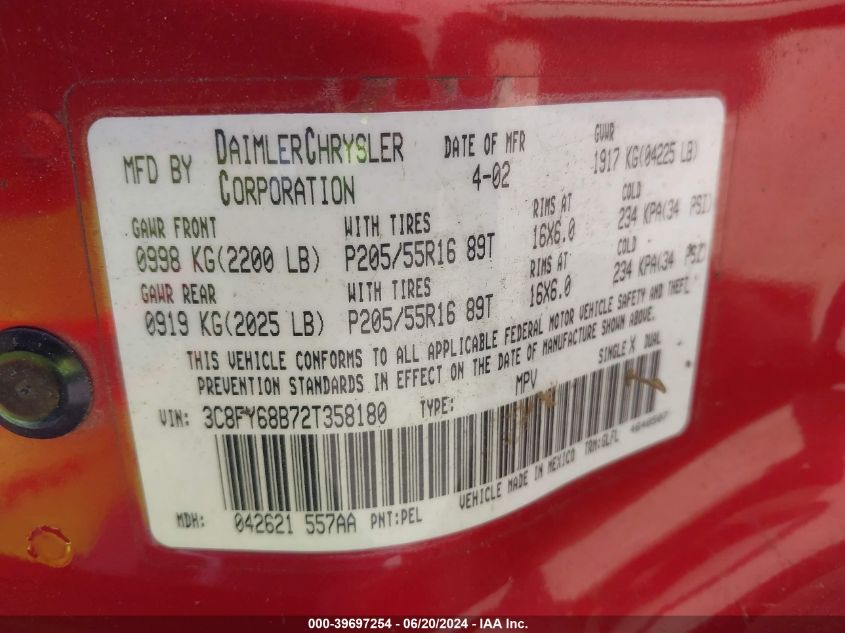 MFD BY DAIMLERCHRYSLER CORPORATION
DATE OF MFR 4-02
GVWR 1917 KG(04225 LB)
GAWR FRONT WITH TIRES RIMS AT COLD
0998 KG(2200 LB) P205/55R16 89T 16X6.0 234 KPA(34 PSI)
GAWR REAR WITH TIRES RIMS AT COLD
0919 KG(2025 LB) P205/55R16 89T 16X6.0 234 KPA(34 PSI)
THIS VEHICLE CONFORMS TO ALL APPLICABLE FEDERAL MOTOR VEHICLE SAFETY AND THEFT
PREVENTION STANDARDS IN EFFECT ON THE DATE OF MANUFACTURE SHOWN ABOVE.
VIN: 3C8FY68B72T358180 TYPE: MPV SINGLE X DUAL
MDH: 042621 557AA PNT:PEL VEHICLE MADE IN MEXICO TRM:GLFL 4640507
000-39697254 - 06/20/2024 - IAA Inc.